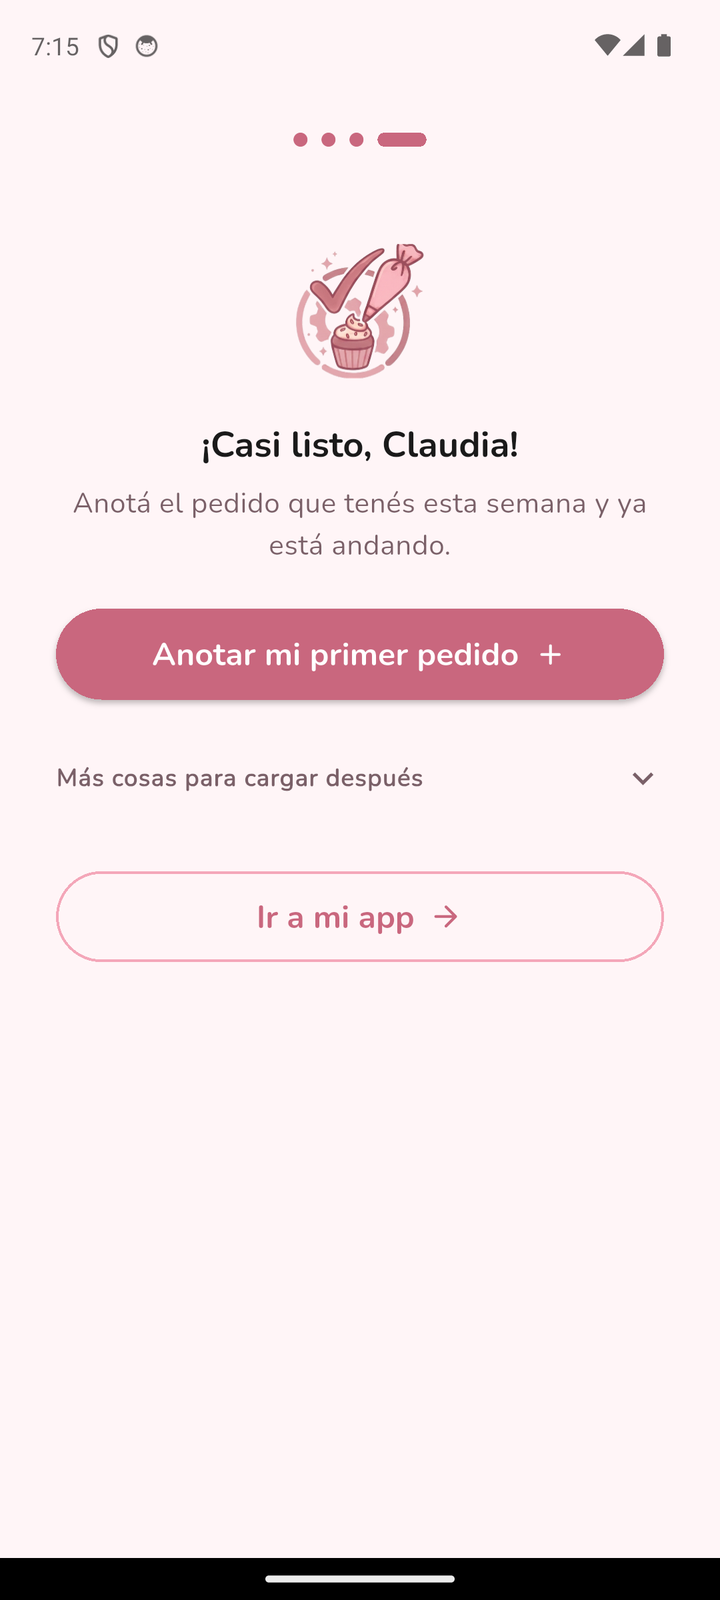 7:15
¡Casi listo, Claudia!
Anotá el pedido que tenés esta semana y ya
está andando.
Anotar mi primer pedido +
Más cosas para cargar después
Ir a mi app →